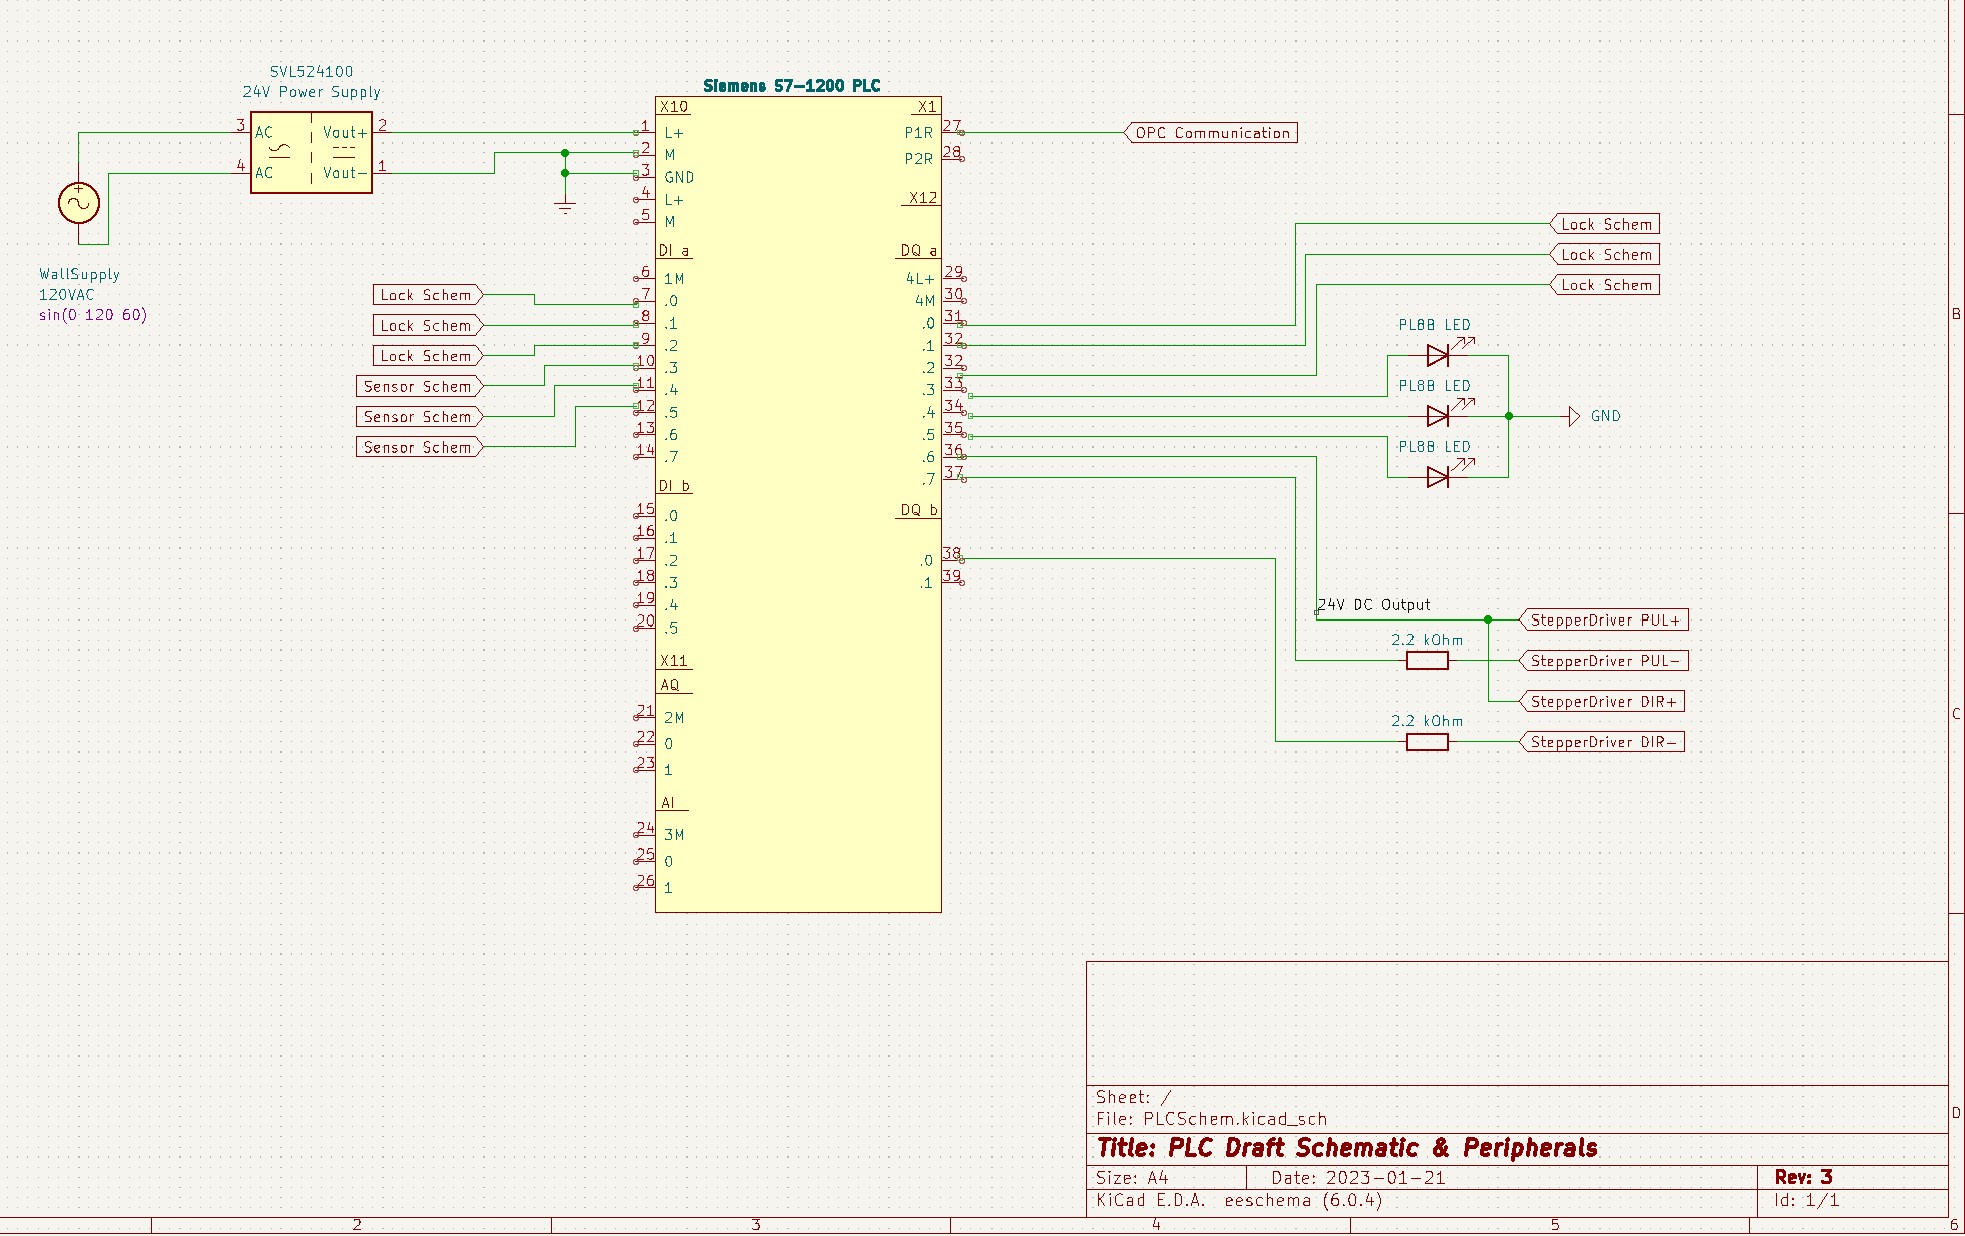 SVL524100
24V Power Supply
3 AC
4 AC
Vout+ 2
Vout- 1
+
WallSupply
120VAC
sin(0 120 60)
Siemens S7-1200 PLC
X10
1 L+
2 M
3 GND
4 L+
5 M
DI a
6 1M
7 .0
8 .1
9 .2
10 .3
11 .4
12 .5
13 .6
14 .7
DI b
15 .0
16 .1
17 .2
18 .3
19 .4
20 .5
X11
AQ
21 2M
22 0
23 1
AI
24 3M
25 0
26 1
X1
P1R 27
P2R 28
X12
DQ a
4L+ 29
4M 30
.0 31
.1 32
.2 32
.3 33
.4 34
.5 35
.6 36
.7 37
DQ b
.0 38
.1 39
Lock Schem
Lock Schem
Lock Schem
Sensor Schem
Sensor Schem
Sensor Schem
OPC Communication
Lock Schem
Lock Schem
Lock Schem
PL8B LED
PL8B LED
PL8B LED
GND
24V DC Output
StepperDriver PUL+
2.2 kOhm
StepperDriver PUL-
StepperDriver DIR+
2.2 kOhm
StepperDriver DIR-
B
C
D
Sheet: /
File: PLCSchem.kicad_sch
Title: PLC Draft Schematic & Peripherals
Size: A4 Date: 2023-01-21 Rev: 3
KiCad E.D.A. eeschema (6.0.4) Id: 1/1
2 3 4 5 6